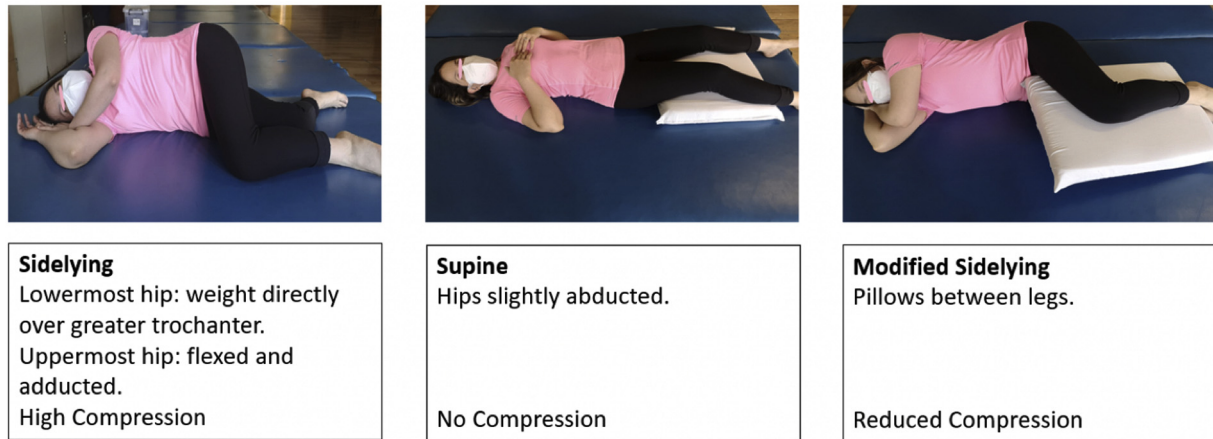 Sidelying
Lowermost hip: weight directly
over greater trochanter.
Uppermost hip: flexed and
adducted.
High Compression
Supine
Hips slightly abducted.
No Compression
Modified Sidelying
Pillows between legs.
Reduced Compression